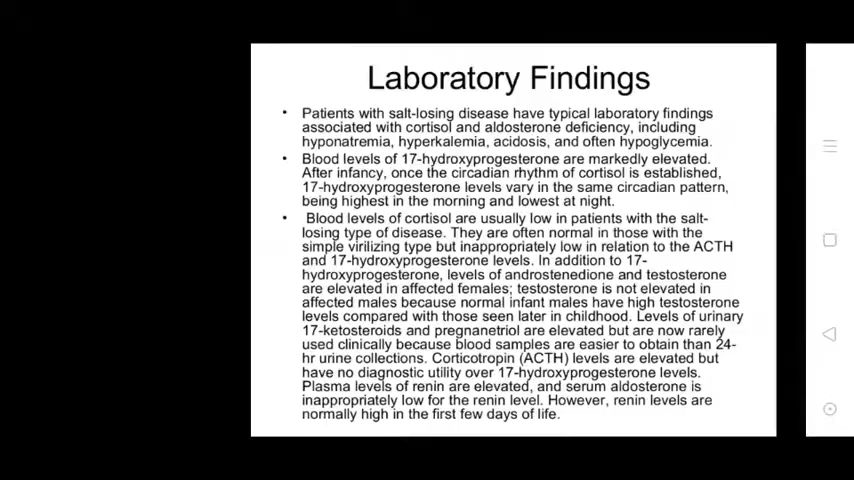 Laboratory Findings
• Patients with salt-losing disease have typical laboratory findings
associated with cortisol and aldosterone deficiency, including
hyponatremia, hyperkalemia, acidosis, and often hypoglycemia.
• Blood levels of 17-hydroxyprogesterone are markedly elevated.
After infancy, once the circadian rhythm of cortisol is established,
17-hydroxyprogesterone levels vary in the same circadian pattern,
being highest in the morning and lowest at night.
• Blood levels of cortisol are usually low in patients with the salt-
losing type of disease. They are often normal in those with the
simple virilizing type but inappropriately low in relation to the ACTH
and 17-hydroxyprogesterone levels. In addition to 17-
hydroxyprogesterone, levels of androstenedione and testosterone
are elevated in affected females; testosterone is not elevated in
affected males because normal infant males have high testosterone
levels compared with those seen later in childhood. Levels of urinary
17-ketosteroids and pregnanetriol are elevated but are now rarely
used clinically because blood samples are easier to obtain than 24-
hr urine collections. Corticotropin (ACTH) levels are elevated but
have no diagnostic utility over 17-hydroxyprogesterone levels.
Plasma levels of renin are elevated, and serum aldosterone is
inappropriately low for the renin level. However, renin levels are
normally high in the first few days of life.